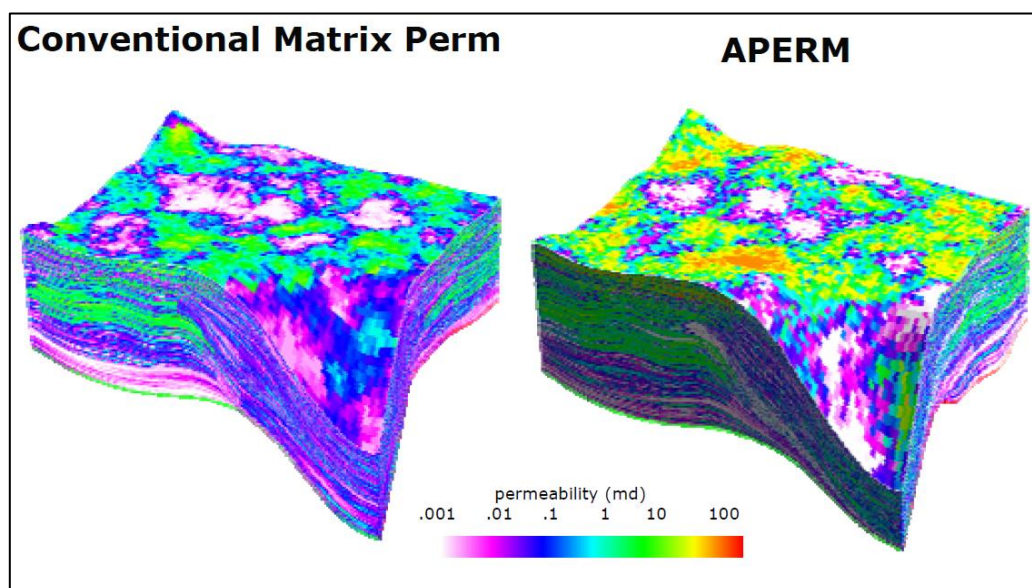 Conventional Matrix Perm
APERM
permeability (md)
.001 .01 .1 1 10 100